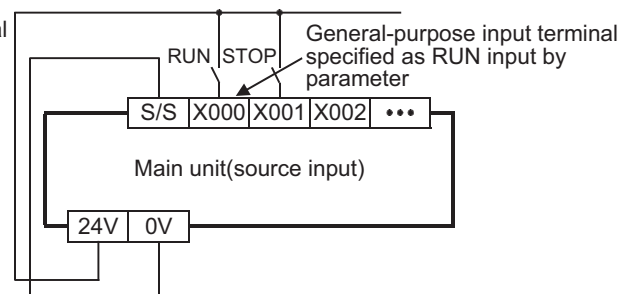 al
General-purpose input terminal
RUN STOP specified as RUN input by
parameter
S/S X000 X001 X002 •••
Main unit(source input)
24V 0V